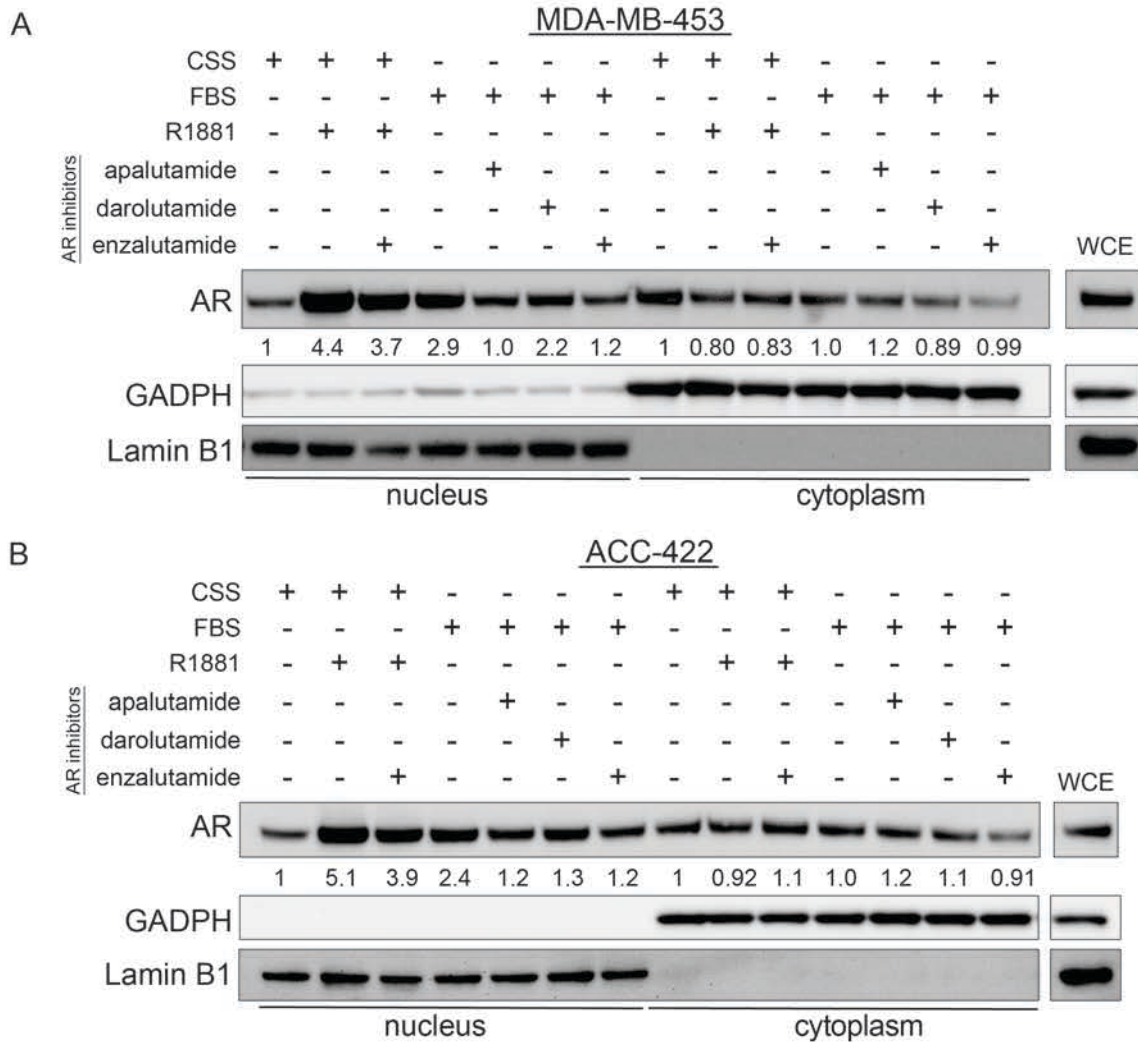 A
MDA-MB-453
CSS + + + - - - - + + + - - - -
FBS - - - + + + + - - - + + + +
R1881 - + + - - - - - + + - - - -
AR inhibitors
apalutamide - - - - + - - - - - - + - -
darolutamide - - - - - + - - - - - - + -
enzalutamide - - + - - - + - - + - - - +
WCE
AR
1 4.4 3.7 2.9 1.0 2.2 1.2 1 0.80 0.83 1.0 1.2 0.89 0.99
GADPH
Lamin B1
nucleus cytoplasm
B
ACC-422
CSS + + + - - - - + + + - - - -
FBS - - - + + + + - - - + + + +
R1881 - + + - - - - - + + - - - -
AR inhibitors
apalutamide - - - - + - - - - - - + - -
darolutamide - - - - - + - - - - - - + -
enzalutamide - - + - - - + - - + - - - +
WCE
AR
1 5.1 3.9 2.4 1.2 1.3 1.2 1 0.92 1.1 1.0 1.2 1.1 0.91
GADPH
Lamin B1
nucleus cytoplasm